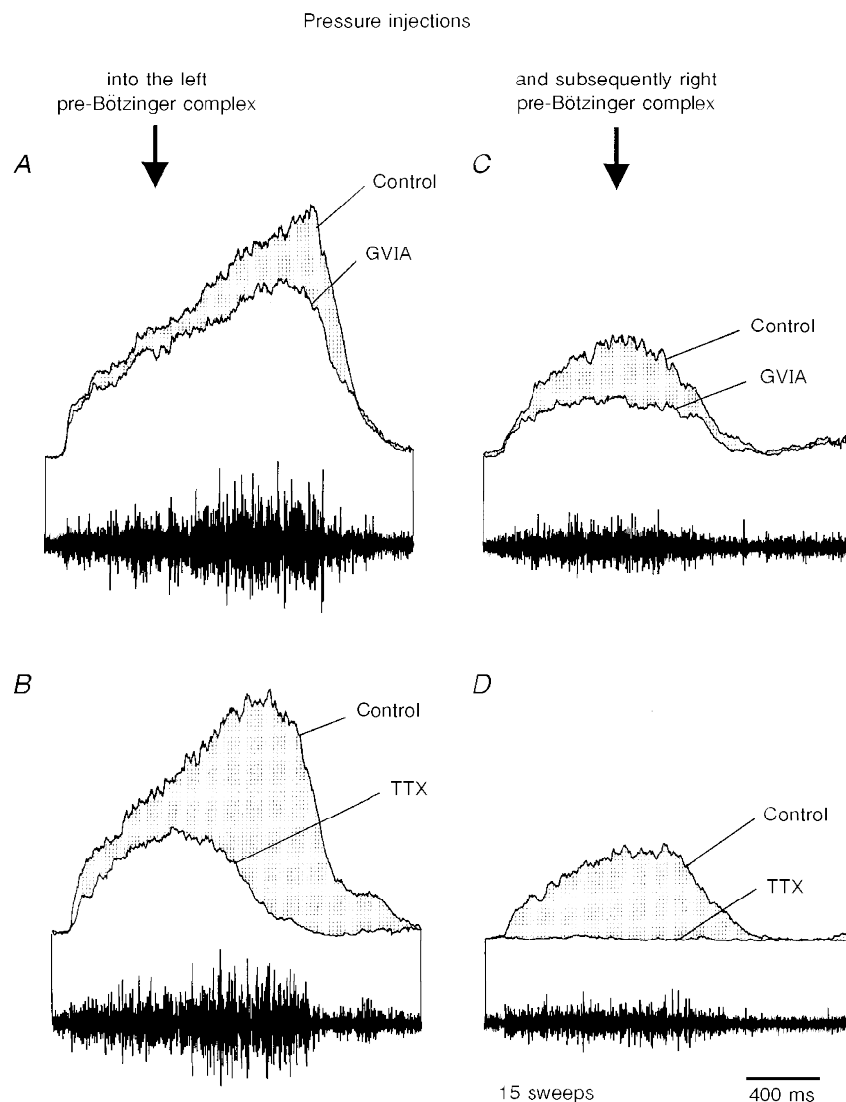 Pressure injections
into the left
pre-Bötzinger complex
and subsequently right
pre-Bötzinger complex
A
Control
GVIA
C
Control
GVIA
B
Control
TTX
D
Control
TTX
15 sweeps
400 ms